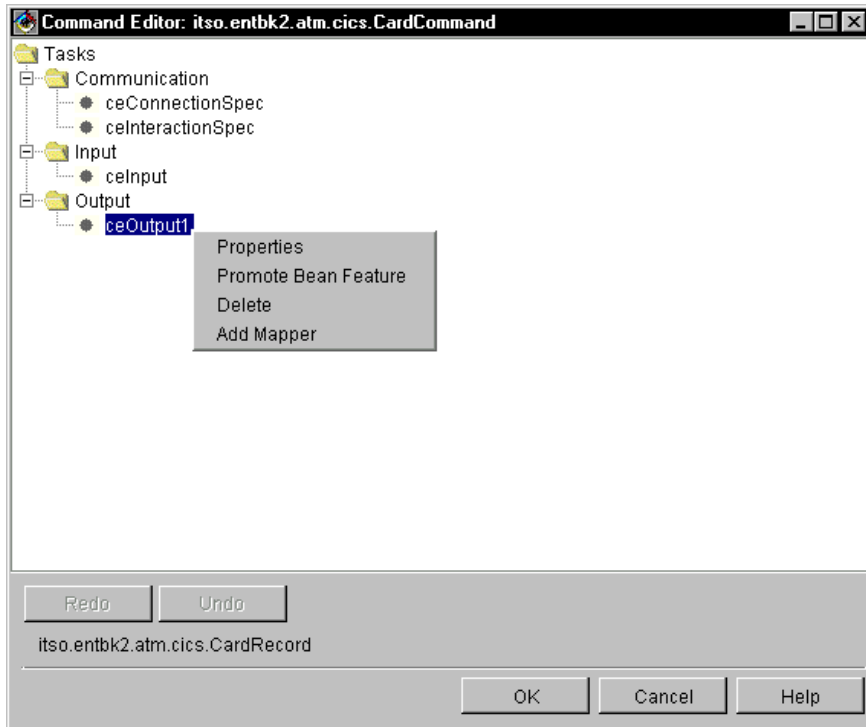 Command Editor: itso.entbk2.atm.cics.CardCommand
Tasks
Communication
ceConnectionSpec
ceInteractionSpec
Input
ceInput
Output
ceOutput1
Properties
Promote Bean Feature
Delete
Add Mapper
Redo Undo
itso.entbk2.atm.cics.CardRecord
OK Cancel Help